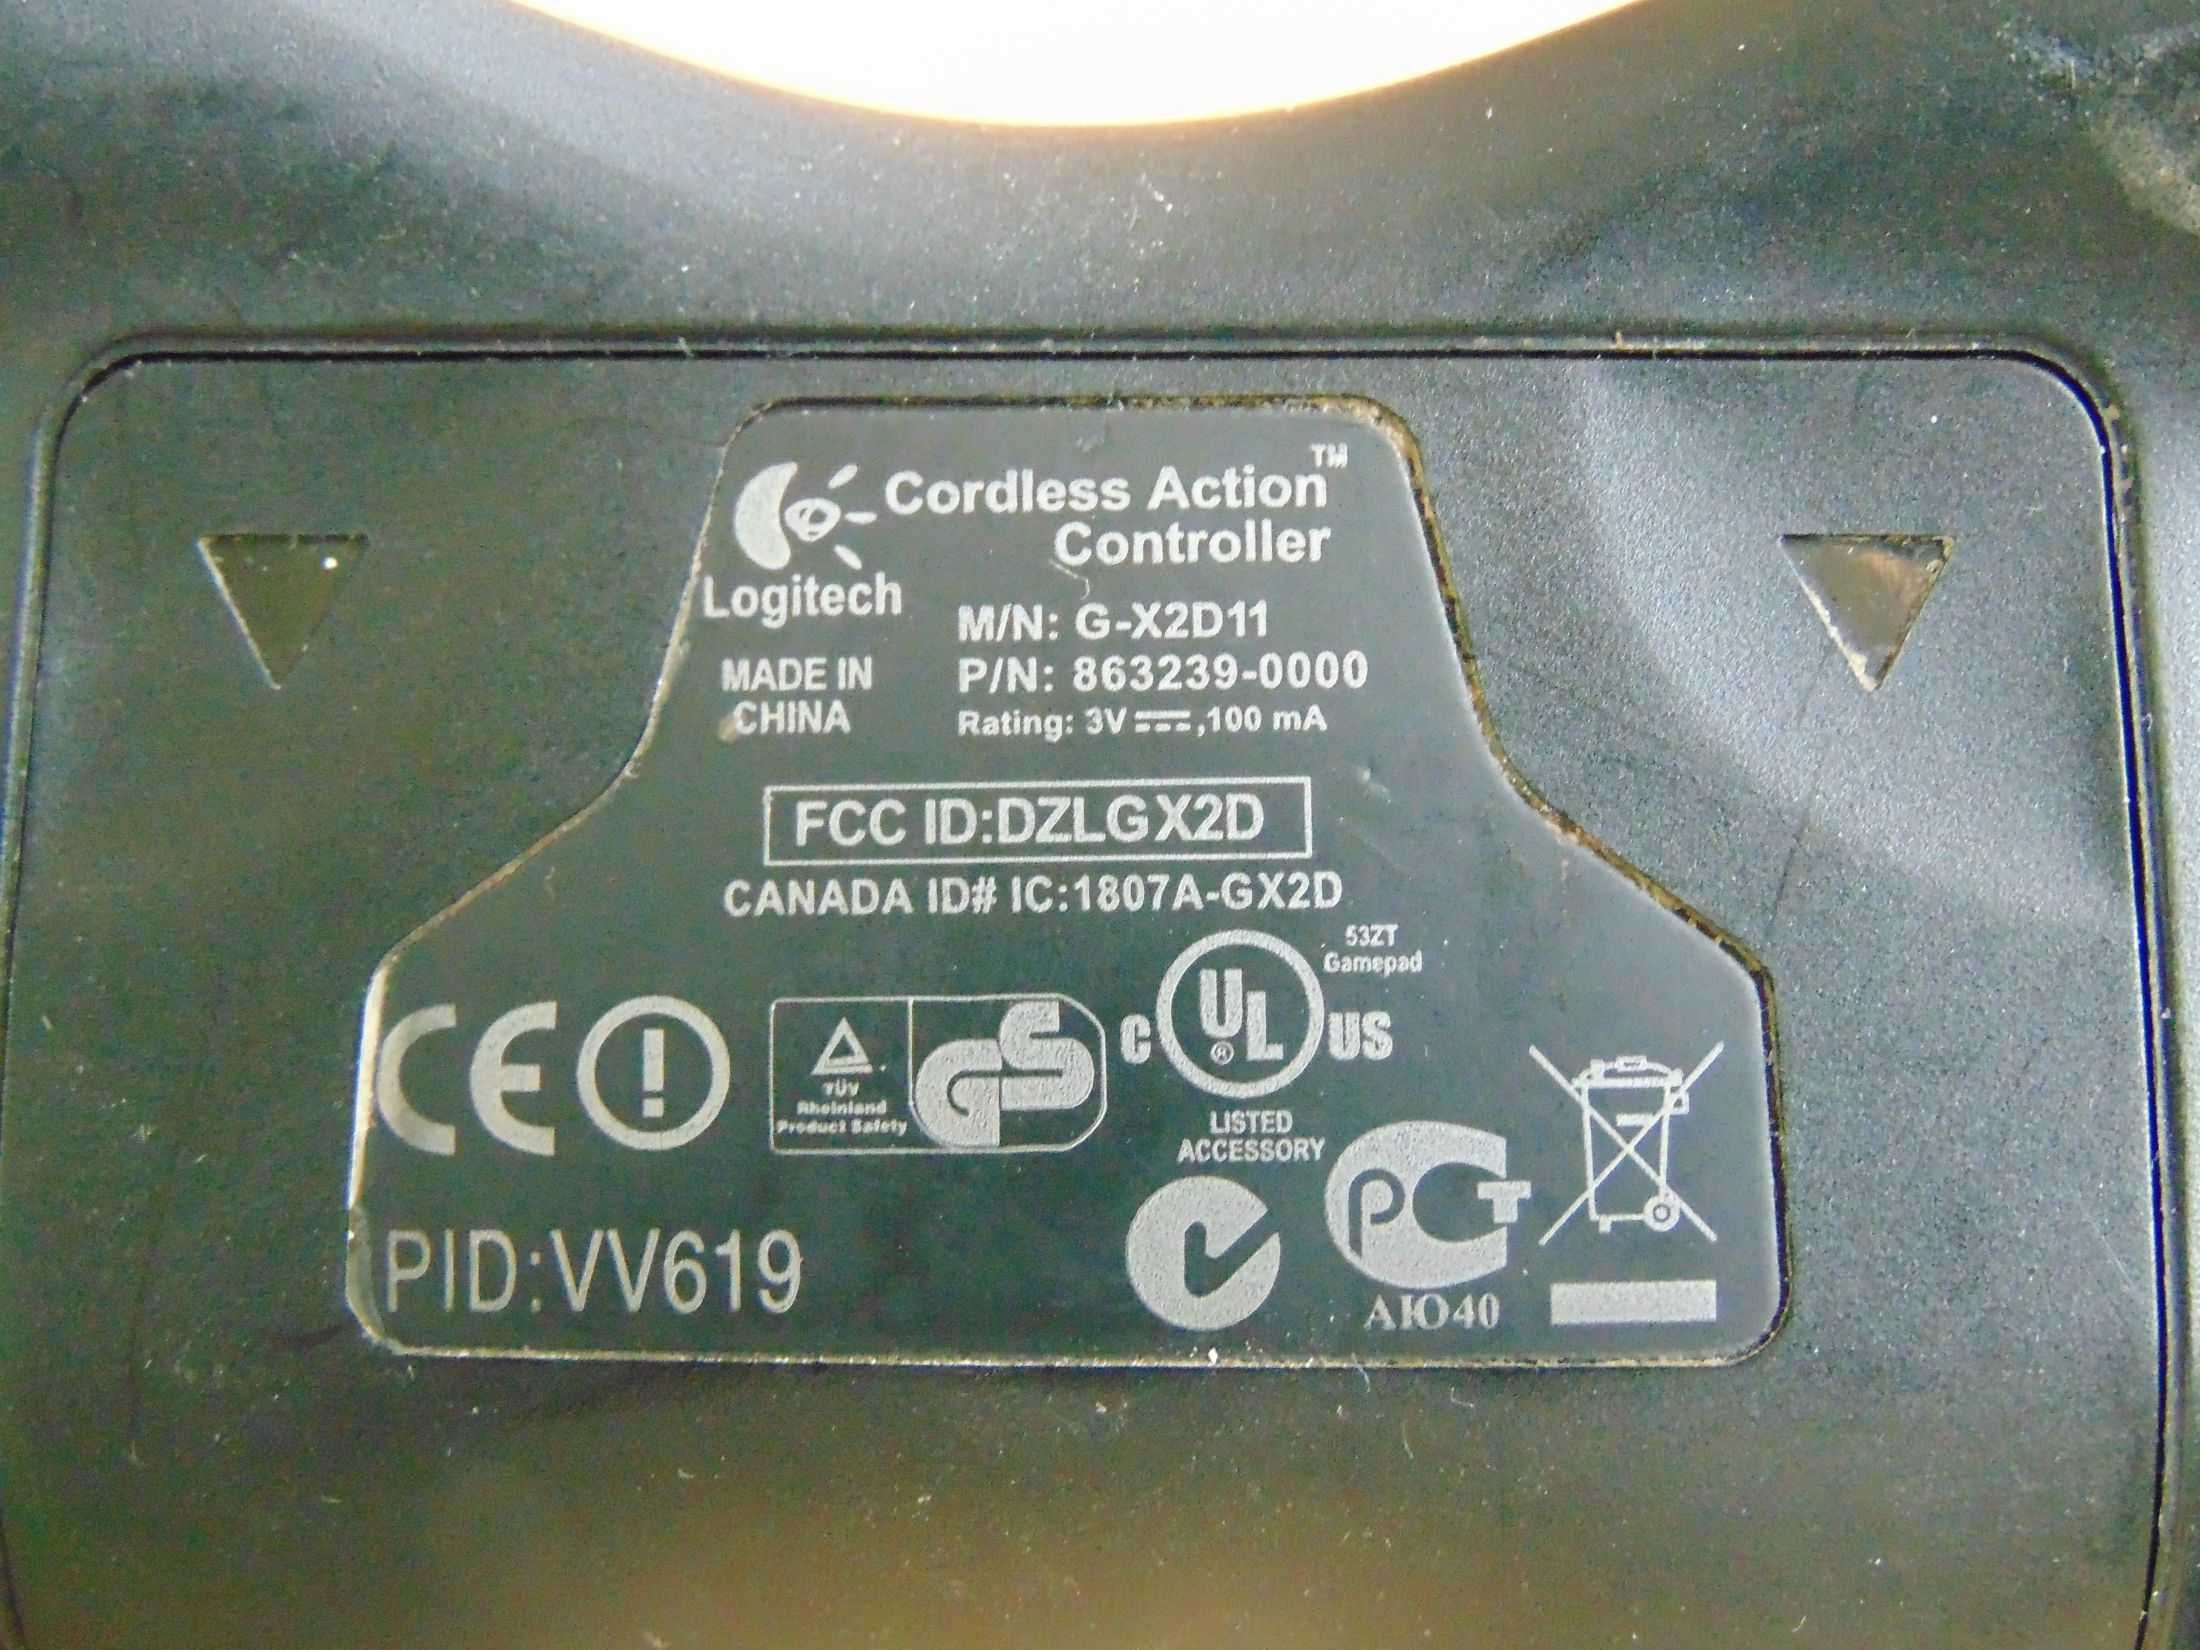 Cordless Action™
Controller
Logitech
M/N: G-X2D11
MADE IN
CHINA
P/N: 863239-0000
Rating: 3V ⎓,100 mA
FCC ID:DZLGX2D
CANADA ID# IC:1807A-GX2D
53ZT
Gamepad
CE
TÜV
Rheinland
Product Safety
GS
C UL® US
LISTED
ACCESSORY
PCT
AIO40
PID:VV619